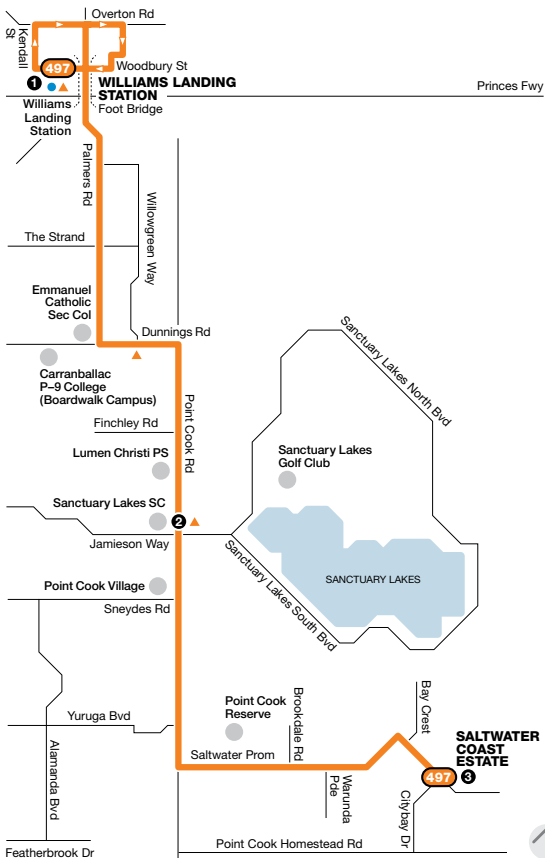 Overton Rd
Kendall
St
497
Woodbury St
1
WILLIAMS LANDING
STATION
Princes Fwy
Williams
Landing
Station
Foot Bridge
Palmers Rd
Willowgreen Way
The Strand
Emmanuel
Catholic
Sec Col
Dunnings Rd
Carranballac
P–9 College
(Boardwalk Campus)
Sanctuary Lakes North Bvd
Point Cook Rd
Finchley Rd
Lumen Christi PS
Sanctuary Lakes
Golf Club
Sanctuary Lakes SC
2
Jamieson Way
Sanctuary Lakes South Bvd
SANCTUARY LAKES
Point Cook Village
Sneydes Rd
Point Cook
Reserve
Brookdale Rd
Bay Crest
Yuruga Bvd
Alamanda Bvd
Saltwater Prom
SALTWATER
COAST
ESTATE
497
3
Warunda
Pde
Citybay Dr
Point Cook Homestead Rd
Featherbrook Dr